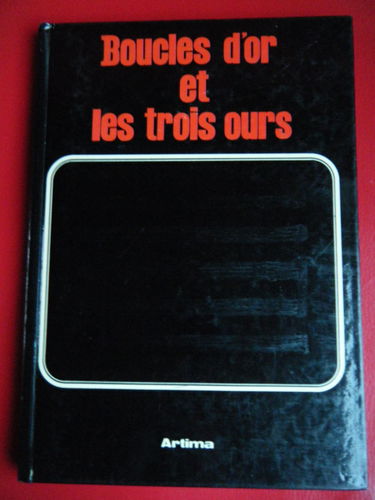 Boucles d'or
et
les trois ours
Artima